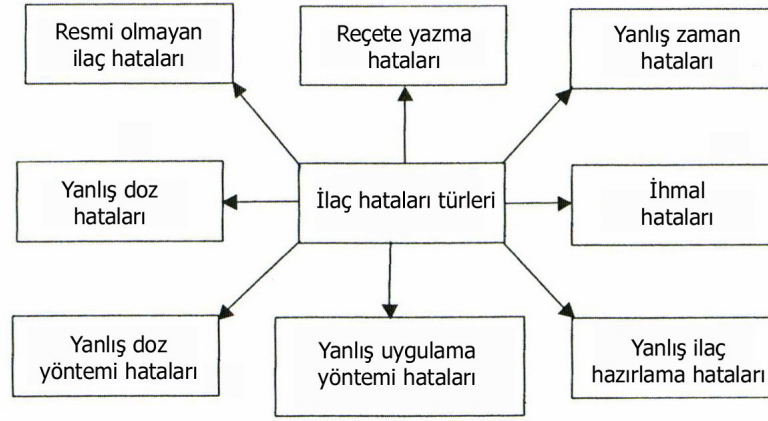 Resmi olmayan
ilaç hataları
Reçete yazma
hataları
Yanlış zaman
hataları
Yanlış doz
hataları
İlaç hataları türleri
İhmal
hataları
Yanlış doz
yöntemi hataları
Yanlış uygulama
yöntemi hataları
Yanlış ilaç
hazırlama hataları